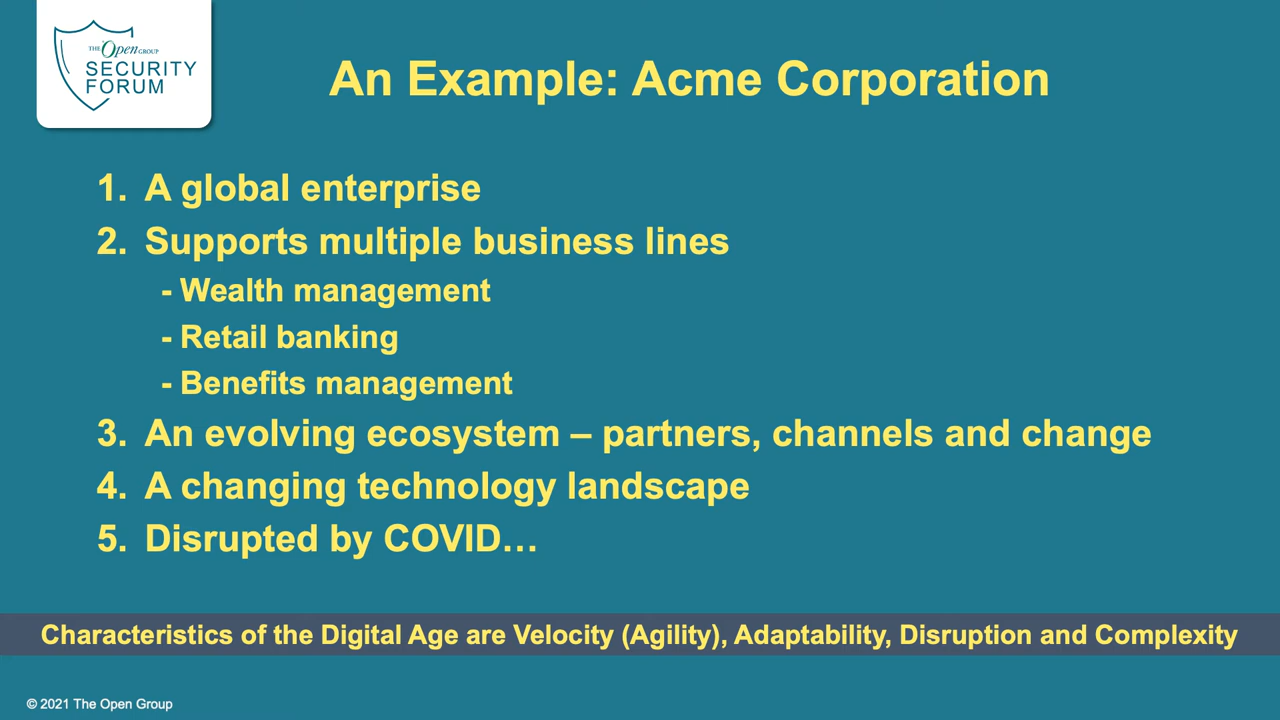 THE Open GROUP
SECURITY
FORUM
An Example: Acme Corporation
1. A global enterprise
2. Supports multiple business lines
- Wealth management
- Retail banking
- Benefits management
3. An evolving ecosystem – partners, channels and change
4. A changing technology landscape
5. Disrupted by COVID…
Characteristics of the Digital Age are Velocity (Agility), Adaptability, Disruption and Complexity
© 2021 The Open Group